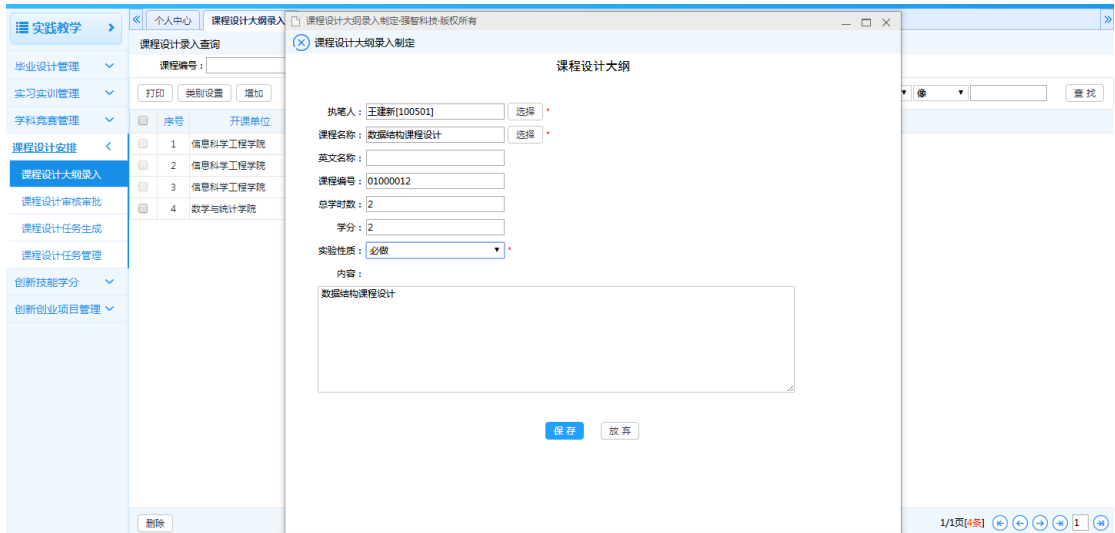 实践教学
毕业设计管理
实习实训管理
学科竞赛管理
课程设计安排
课程设计大纲录入
课程设计审核审批
课程设计任务生成
课程设计任务管理
创新技能学分
创新创业项目管理
个人中心 课程设计大纲录入
课程设计录入查询
课程编号：
打印 类别设置 增加
像 查 找
序号 开课单位
1 信息科学工程学院
2 信息科学工程学院
3 信息科学工程学院
4 数学与统计学院
删除
1/1页[4条] 1
课程设计大纲录入制定-强智科技-版权所有
课程设计大纲录入制定
课程设计大纲
执笔人：王建新[100501] 选择 *
课程名称：数据结构课程设计 选择 *
英文名称：
课程编号：01000012
总学时数：2
学分：2
实验性质：必做 *
内容：
数据结构课程设计
保 存 放 弃